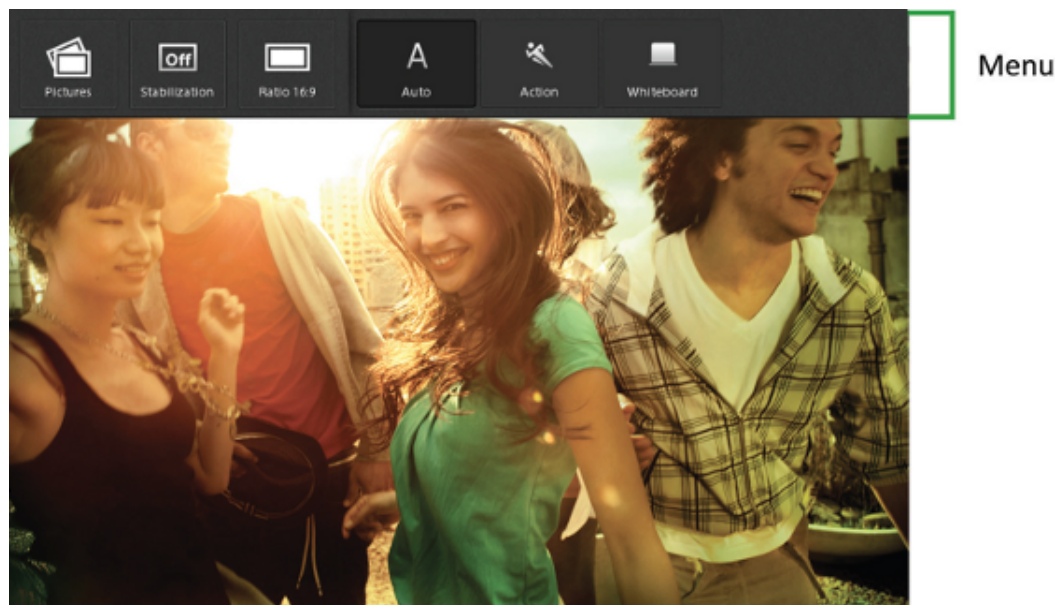 Off
A
Pictures
Stabilization
Ratio 16:9
Auto
Action
Whiteboard
Menu